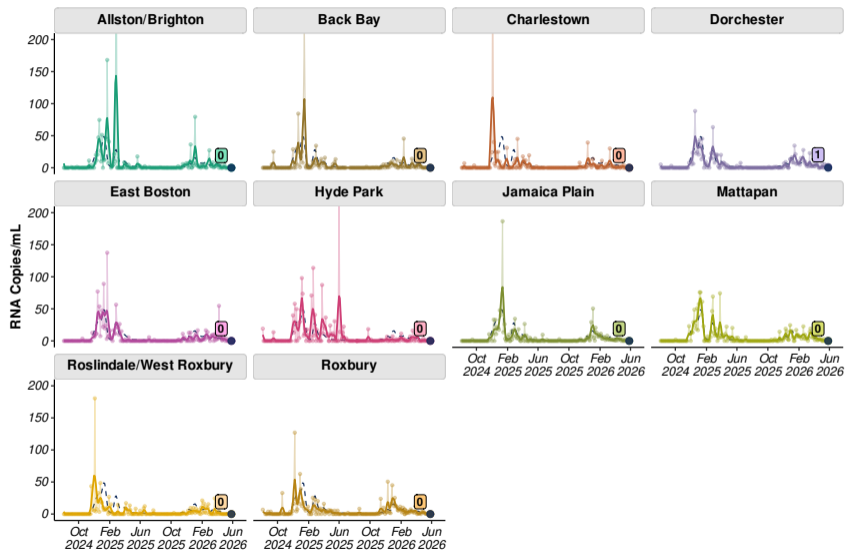 Allston/Brighton Back Bay Charlestown Dorchester
200
150
100
50
0
0 0 0 1
East Boston Hyde Park Jamaica Plain Mattapan
RNA Copies/mL
200
150
100
50
0
0 0 0 0
Oct Feb Jun Oct Feb Jun Oct Feb Jun Oct Feb Jun
2024 2025 2025 2025 2026 2026 2024 2025 2025 2025 2026 2026
Roslindale/West Roxbury Roxbury
200
150
100
50
0
0 0
Oct Feb Jun Oct Feb Jun Oct Feb Jun Oct Feb Jun
2024 2025 2025 2025 2026 2026 2024 2025 2025 2025 2026 2026